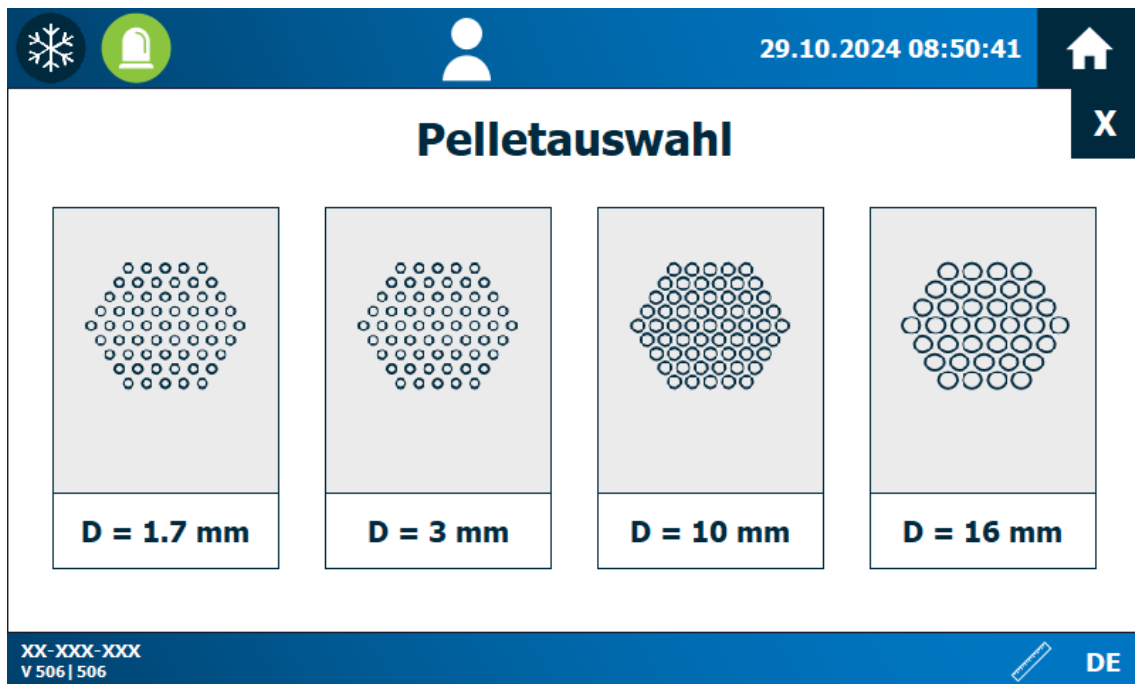 29.10.2024 08:50:41
X
Pelletauswahl
D = 1.7 mm
D = 3 mm
D = 10 mm
D = 16 mm
XX-XXX-XXX
V 506|506
DE